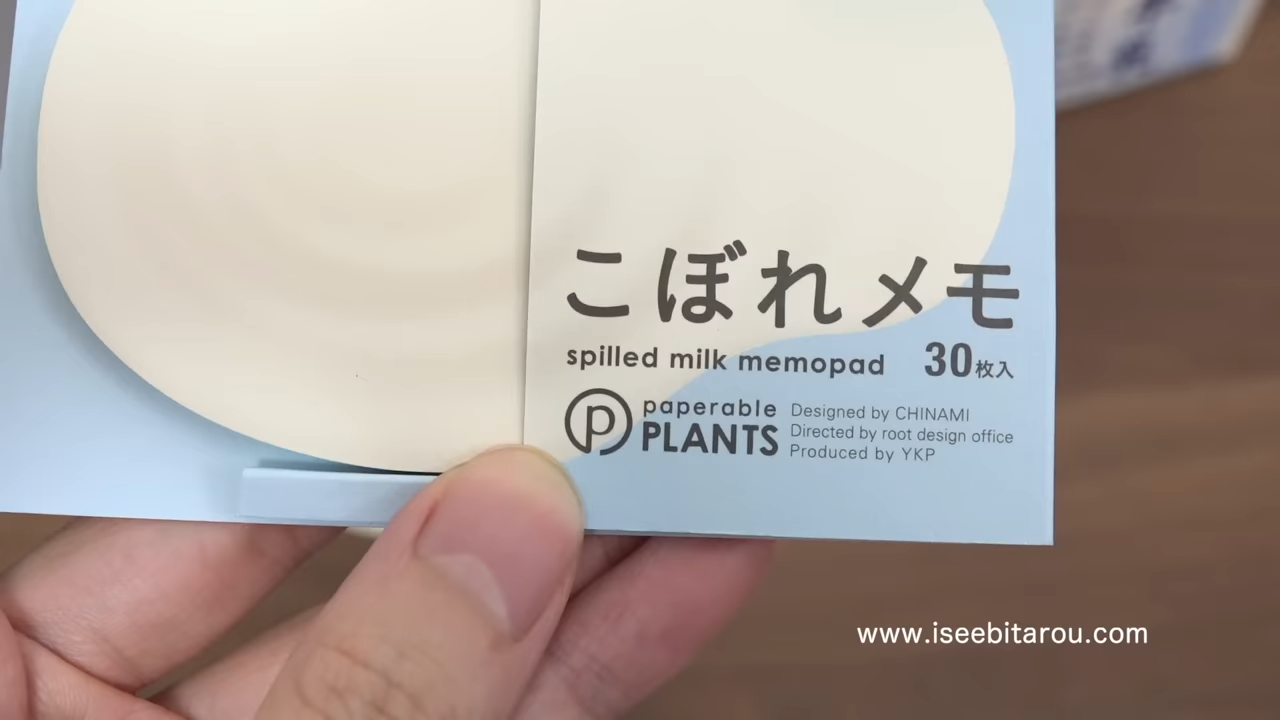 こぼれメモ
spilled milk memopad 30枚入
paperable
PLANTS
Designed by CHINAMI
Directed by root design office
Produced by YKP
www.iseebitarou.com